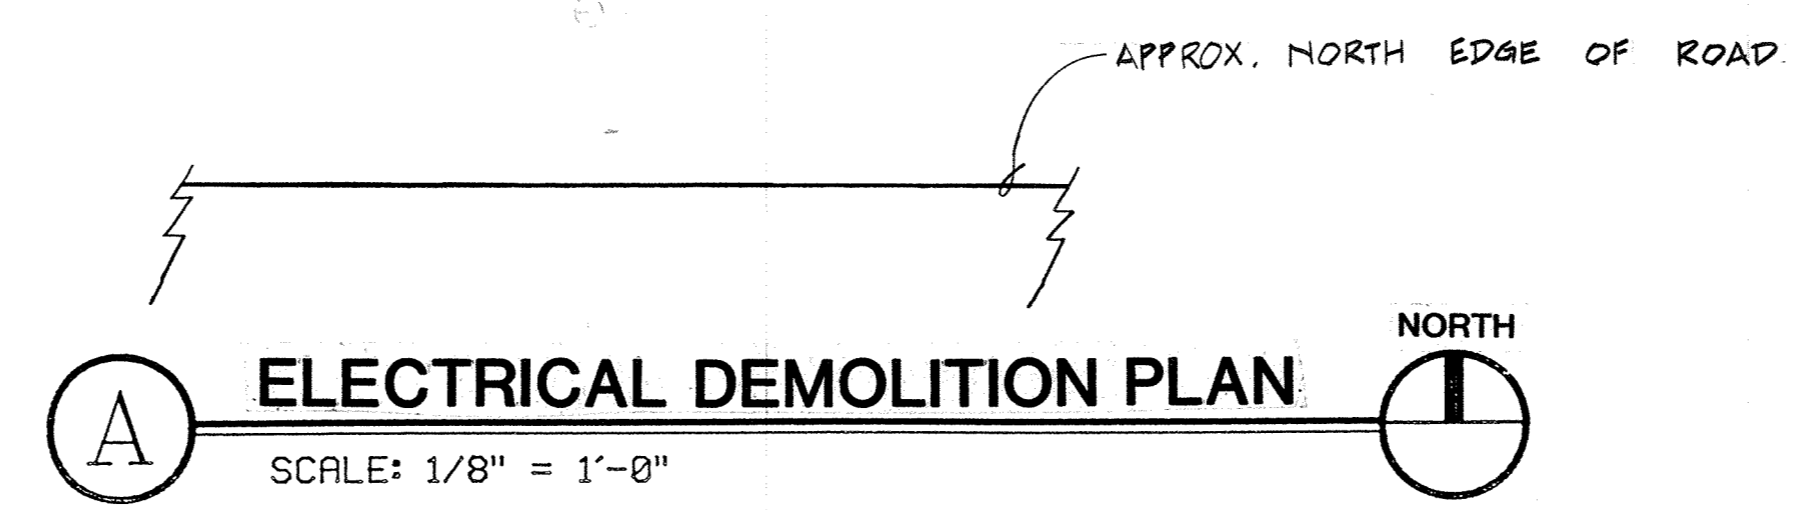 APPROX. NORTH EDGE OF ROAD
NORTH
A
ELECTRICAL DEMOLITION PLAN
SCALE: 1/8" = 1'-0"